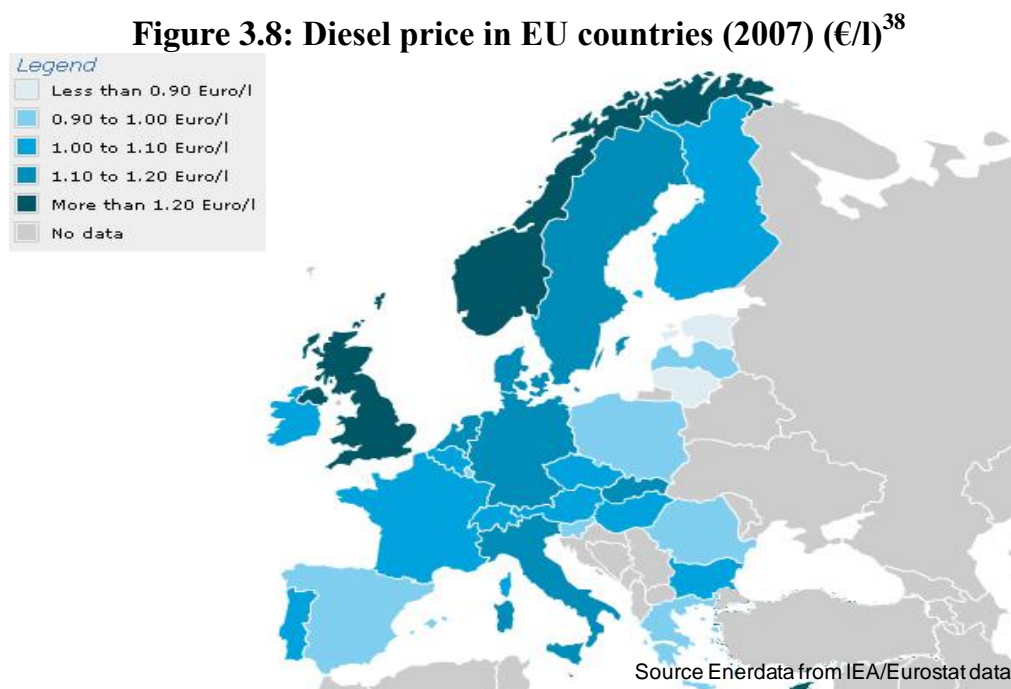 Figure 3.8: Diesel price in EU countries (2007) (€/l)38
Legend
Less than 0.90 Euro/l
0.90 to 1.00 Euro/l
1.00 to 1.10 Euro/l
1.10 to 1.20 Euro/l
More than 1.20 Euro/l
No data
Source Enerdata from IEA/Eurostat data